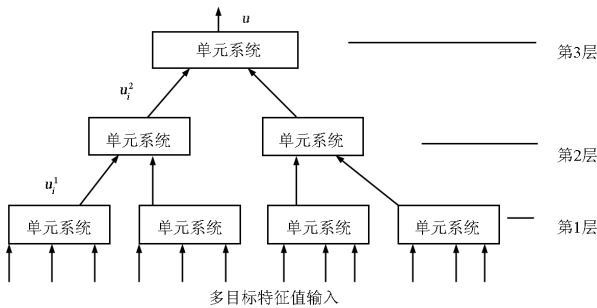 u
单元系统
第3层
u_i^2
单元系统
单元系统
第2层
u_i^1
单元系统
单元系统
单元系统
单元系统
第1层
多目标特征值输入